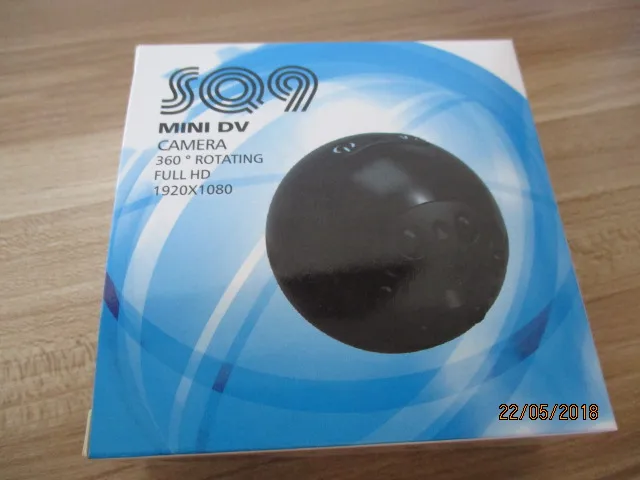 SQ9
MINI DV
CAMERA
360 ° ROTATING
FULL HD
1920X1080
22/05/2018